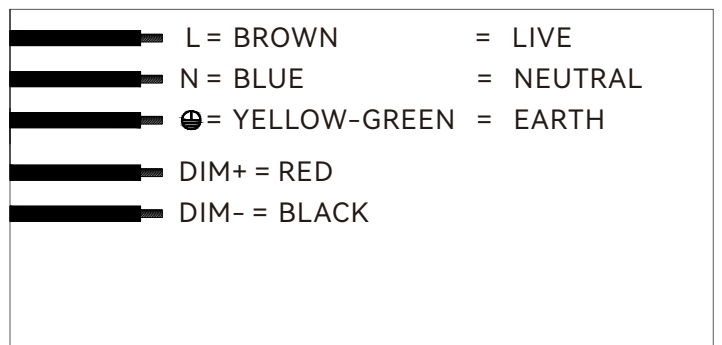 L = BROWN = LIVE
N = BLUE = NEUTRAL
⏚ = YELLOW-GREEN = EARTH
DIM+ = RED
DIM- = BLACK